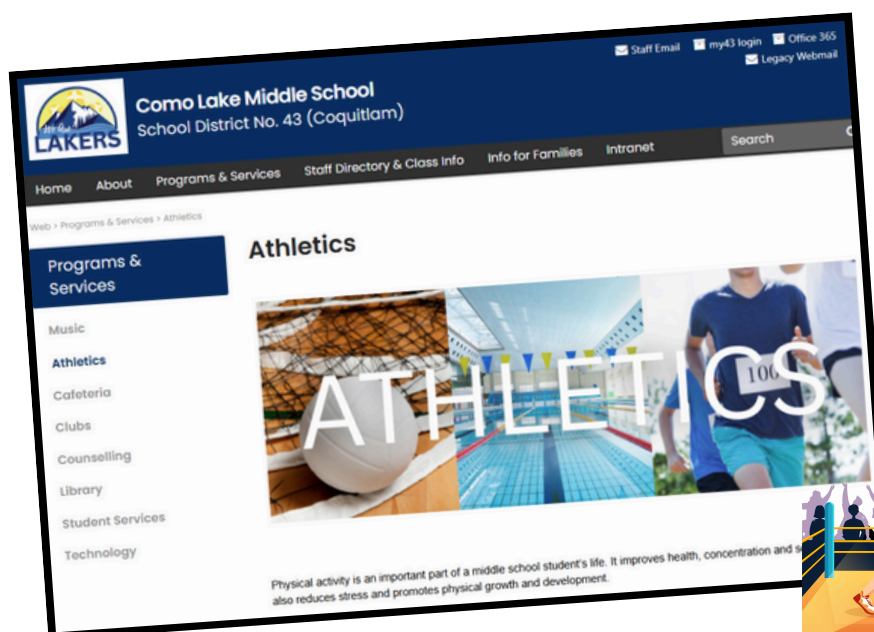 Staff Email my43 login Office 365
Legacy Webmail
We Are
LAKERS
Como Lake Middle School
School District No. 43 (Coquitlam)
Home About Programs & Services Staff Directory & Class Info Info for Families Intranet Search
Web > Programs & Services > Athletics
Programs &
Services
Music
Athletics
Cafeteria
Clubs
Counselling
Library
Student Services
Technology
Athletics
ATHLETICS
100
Physical activity is an important part of a middle school student's life. It improves health, concentration and
also reduces stress and promotes physical growth and development.